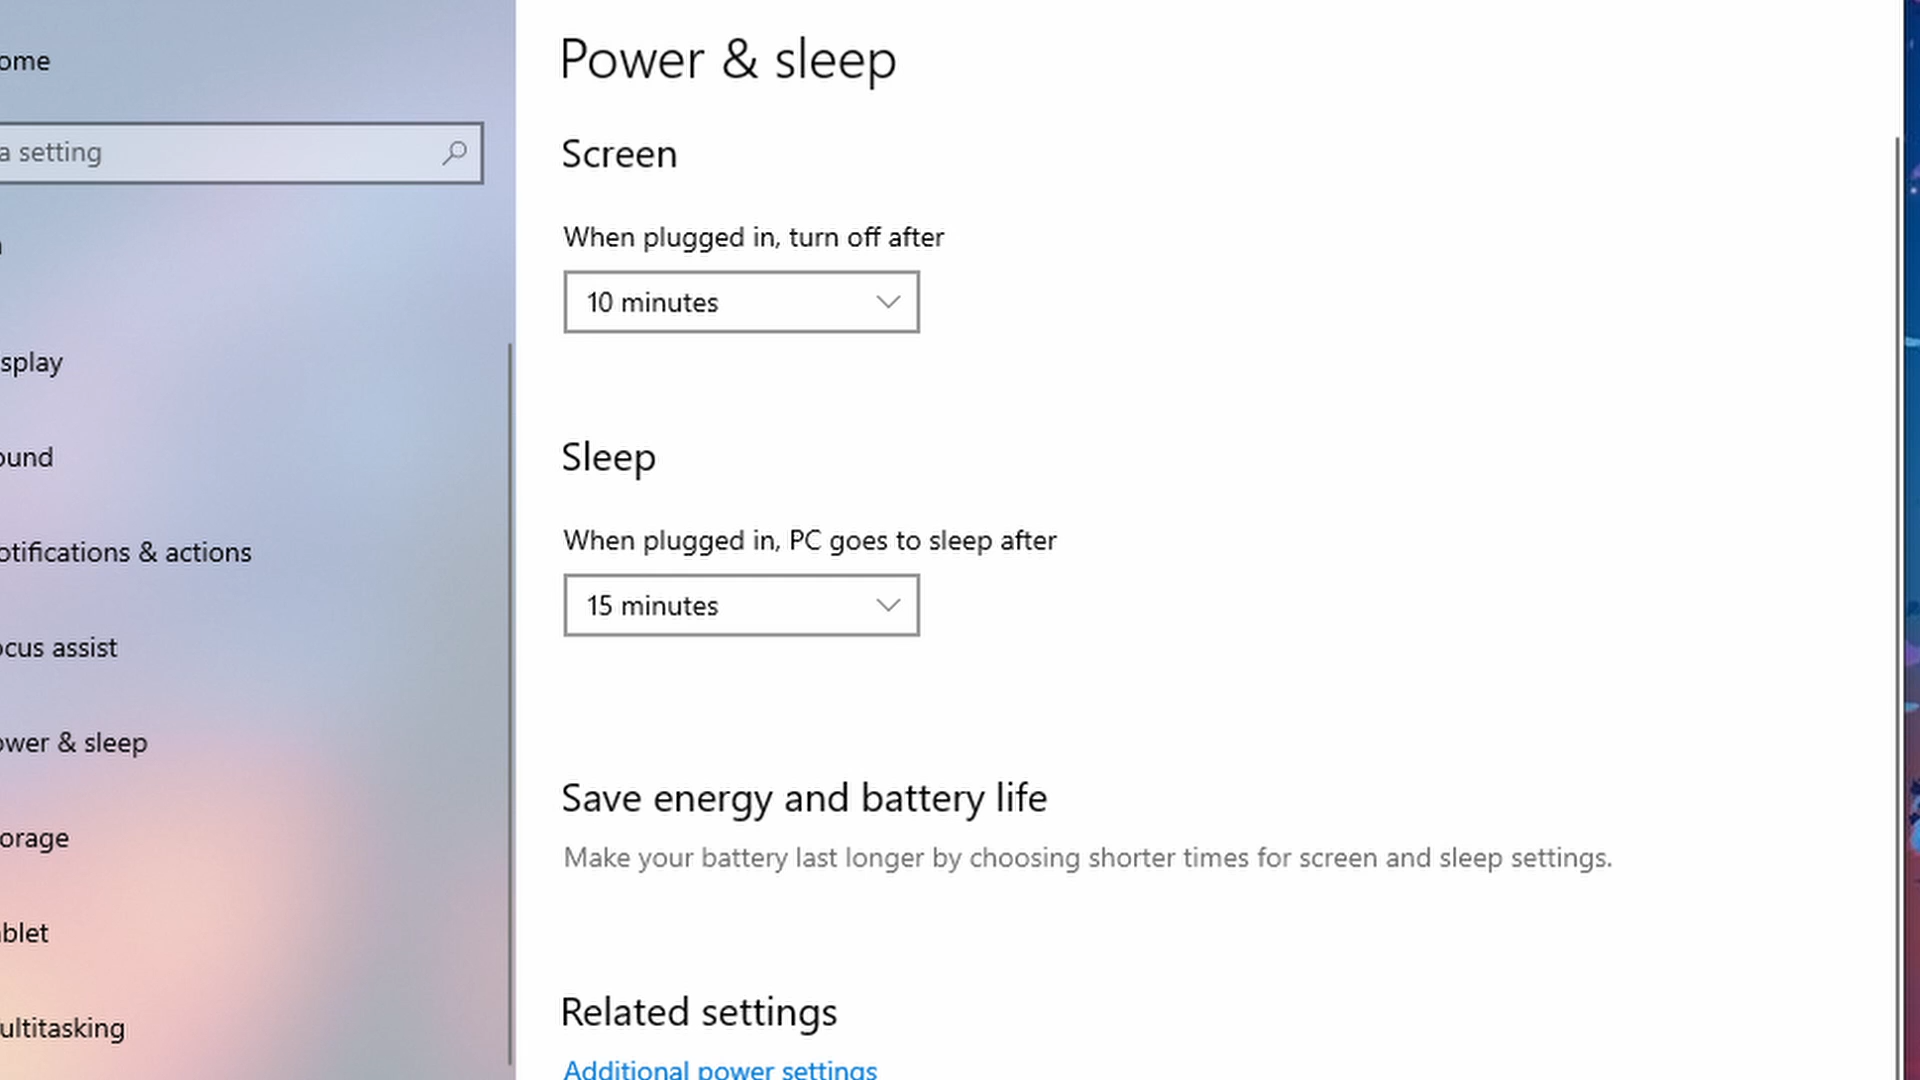 ome
a setting
splay
ound
otifications & actions
ocus assist
ower & sleep
orage
ablet
ultitasking
Power & sleep
Screen
When plugged in, turn off after
10 minutes
Sleep
When plugged in, PC goes to sleep after
15 minutes
Save energy and battery life
Make your battery last longer by choosing shorter times for screen and sleep settings.
Related settings
Additional power settings